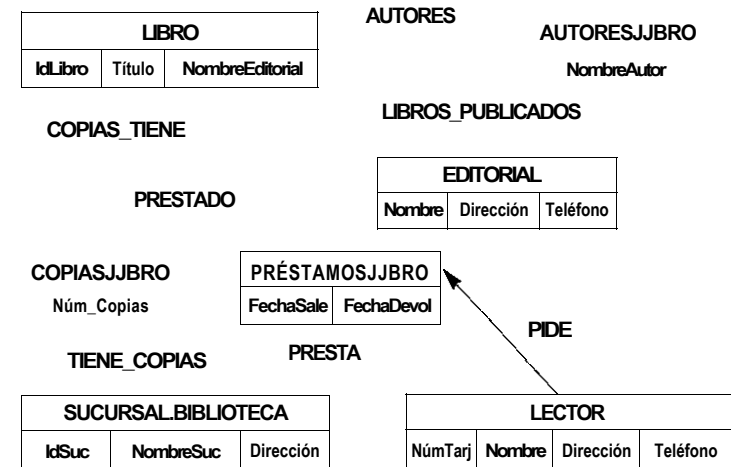 AUTORES
LIBRO
AUTORESJJBRO
IdLibro Título NombreEditorial
NombreAutor
LIBROS_PUBLICADOS
COPIAS_TIENE
EDITORIAL
PRESTADO
Nombre Dirección Teléfono
COPIASJJBRO
PRÉSTAMOSJJBRO
Núm_Copias
FechaSale FechaDevol
PIDE
PRESTA
TIENE_COPIAS
SUCURSAL.BIBLIOTECA
LECTOR
IdSuc NombreSuc Dirección
NúmTarj Nombre Dirección Teléfono